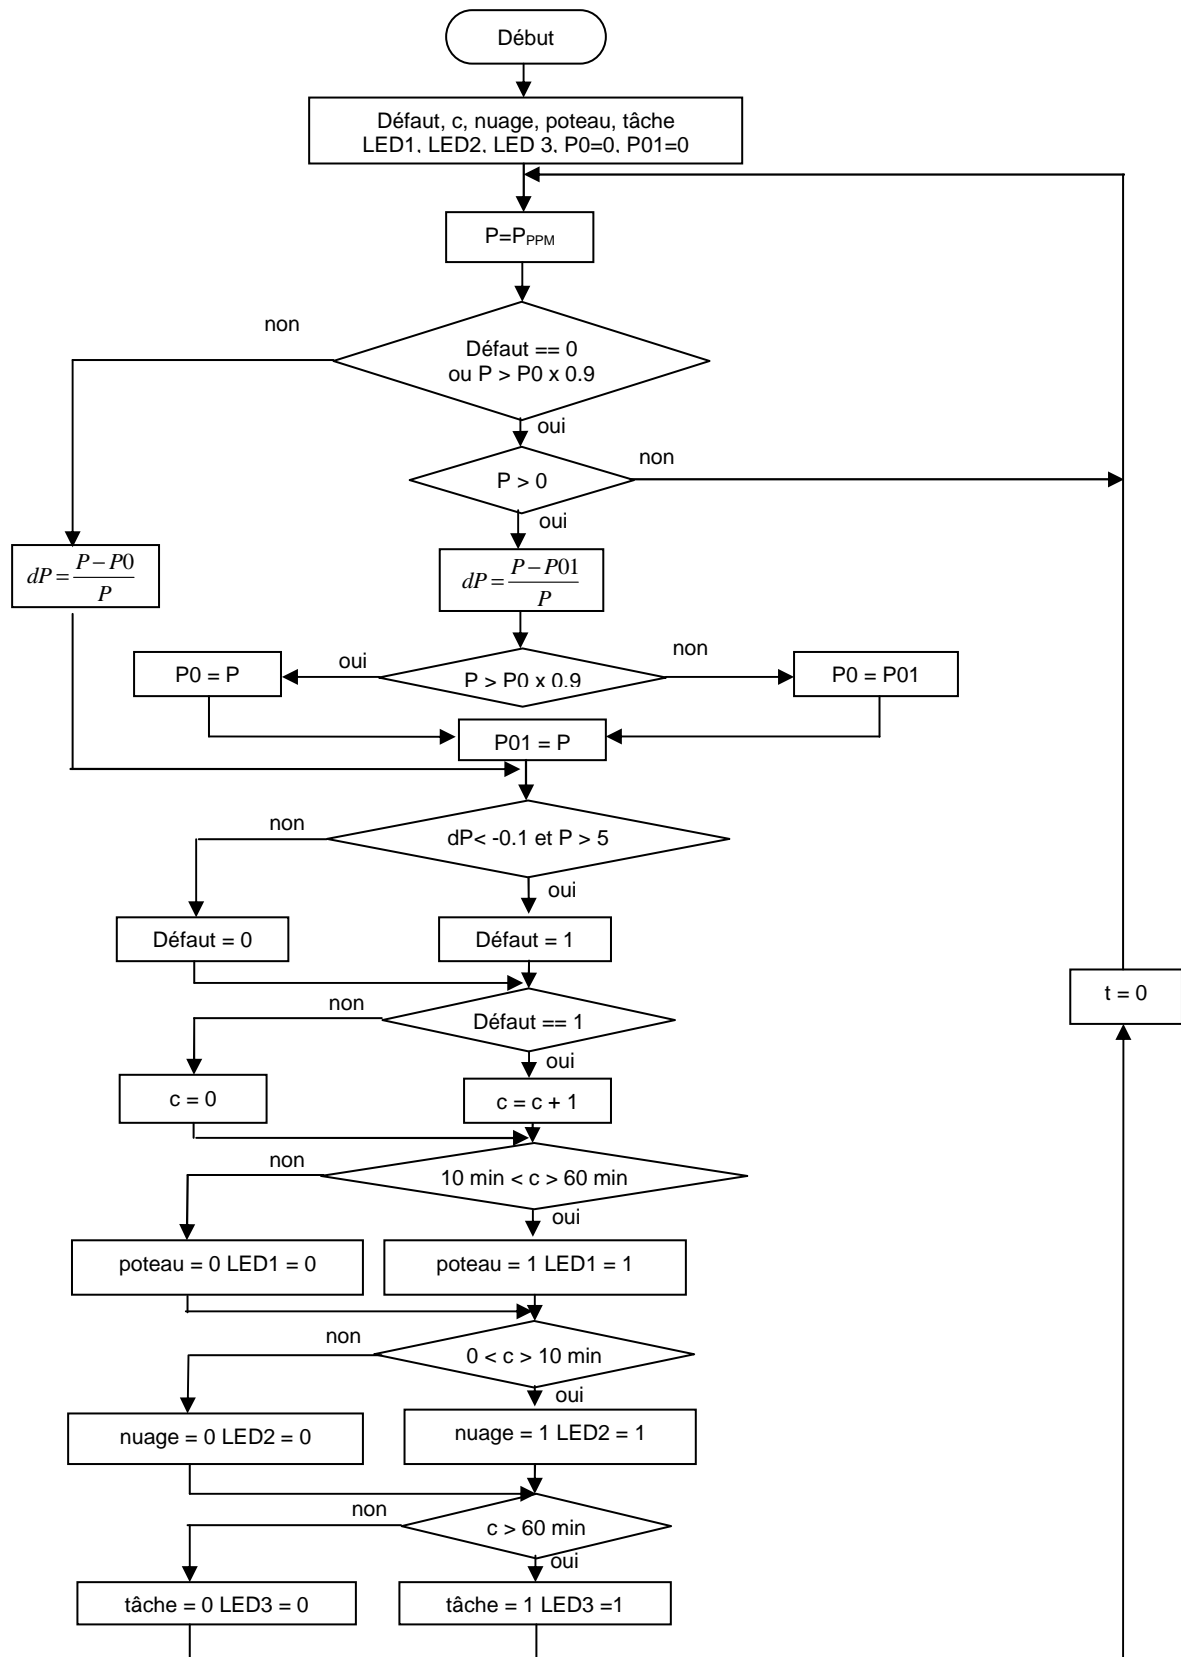 Début
Défaut, c, nuage, poteau, tâche
LED1, LED2, LED 3, P0=0, P01=0
P=PPPM
non
Défaut == 0
ou P > P0 x 0.9
oui
non
P > 0
oui
dP = (P − P0) / P
dP = (P − P01) / P
oui
non
P0 = P
P > P0 x 0.9
P0 = P01
P01 = P
non
dP< -0.1 et P > 5
oui
Défaut = 0
Défaut = 1
non
Défaut == 1
t = 0
oui
c = 0
c = c + 1
non
10 min < c > 60 min
oui
poteau = 0 LED1 = 0
poteau = 1 LED1 = 1
non
0 < c > 10 min
oui
nuage = 0 LED2 = 0
nuage = 1 LED2 = 1
non
c > 60 min
oui
tâche = 0 LED3 = 0
tâche = 1 LED3 =1